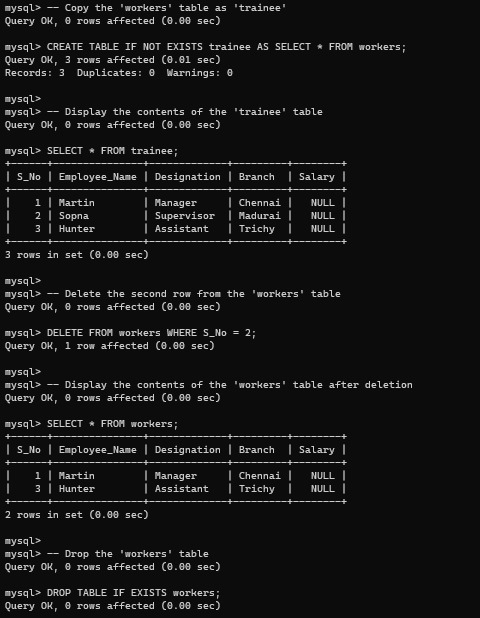 mysql> -- Copy the 'workers' table as 'trainee'
Query OK, 0 rows affected (0.00 sec)
mysql> CREATE TABLE IF NOT EXISTS trainee AS SELECT * FROM workers;
Query OK, 3 rows affected (0.01 sec)
Records: 3  Duplicates: 0  Warnings: 0
mysql>
mysql> -- Display the contents of the 'trainee' table
Query OK, 0 rows affected (0.00 sec)
mysql> SELECT * FROM trainee;
+------+---------------+-------------+---------+--------+
| S_No | Employee_Name | Designation | Branch  | Salary |
+------+---------------+-------------+---------+--------+
|    1 | Martin        | Manager     | Chennai |   NULL |
|    2 | Sopna         | Supervisor  | Madurai |   NULL |
|    3 | Hunter        | Assistant   | Trichy  |   NULL |
+------+---------------+-------------+---------+--------+
3 rows in set (0.00 sec)
mysql>
mysql> -- Delete the second row from the 'workers' table
Query OK, 0 rows affected (0.00 sec)
mysql> DELETE FROM workers WHERE S_No = 2;
Query OK, 1 row affected (0.00 sec)
mysql>
mysql> -- Display the contents of the 'workers' table after deletion
Query OK, 0 rows affected (0.00 sec)
mysql> SELECT * FROM workers;
+------+---------------+-------------+---------+--------+
| S_No | Employee_Name | Designation | Branch  | Salary |
+------+---------------+-------------+---------+--------+
|    1 | Martin        | Manager     | Chennai |   NULL |
|    3 | Hunter        | Assistant   | Trichy  |   NULL |
+------+---------------+-------------+---------+--------+
2 rows in set (0.00 sec)
mysql>
mysql> -- Drop the 'workers' table
Query OK, 0 rows affected (0.00 sec)
mysql> DROP TABLE IF EXISTS workers;
Query OK, 0 rows affected (0.00 sec)